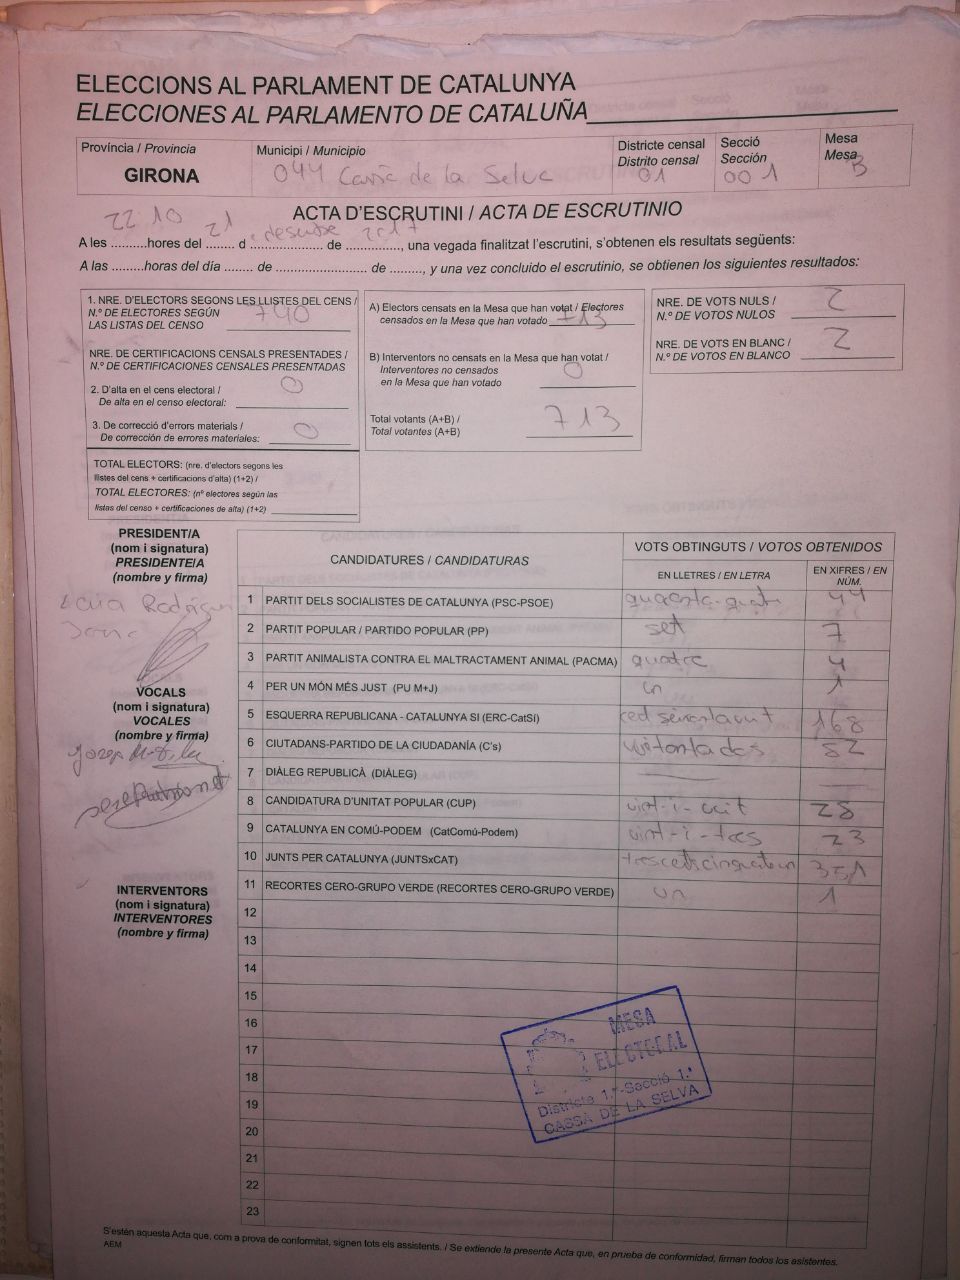 ELECCIONS AL PARLAMENT DE CATALUNYA
ELECCIONES AL PARLAMENTO DE CATALUÑA
Província / Provincia
GIRONA
Municipi / Municipio
044 Cassà de la Selva
Districte censal
Distrito censal
01
Secció
Sección
001
Mesa
Mesa
B
ACTA D'ESCRUTINI / ACTA DE ESCRUTINIO
22 10 21 desembre 2017
A les ..........hores del ........ d .................... de ..............., una vegada finalitzat l'escrutini, s'obtenen els resultats següents:
A las .........horas del día ........ de ......................... de ........., y una vez concluido el escrutinio, se obtienen los siguientes resultados:
1. NRE. D'ELECTORS SEGONS LES LLISTES DEL CENS /
N.º DE ELECTORES SEGÚN
LAS LISTAS DEL CENSO 740
NRE. DE CERTIFICACIONS CENSALS PRESENTADES /
N.º DE CERTIFICACIONES CENSALES PRESENTADAS
2. D'alta en el cens electoral / 0
De alta en el censo electoral:
3. De correcció d'errors materials / 0
De corrección de errores materiales:
TOTAL ELECTORS: (nre. d'electors segons les
llistes del cens + certificacions d'alta) (1+2) /
TOTAL ELECTORES: (nº electores según las
listas del censo + certificaciones de alta) (1+2)
A) Electors censats en la Mesa que han votat / Electores
censados en la Mesa que han votado 713
B) Interventors no censats en la Mesa que han votat /
Interventores no censados 0
en la Mesa que han votado
Total votants (A+B) / 713
Total votantes (A+B)
NRE. DE VOTS NULS / 2
N.º DE VOTOS NULOS
NRE. DE VOTS EN BLANC / 2
N.º DE VOTOS EN BLANCO
PRESIDENT/A
(nom i signatura)
PRESIDENTE/A
(nombre y firma)
VOCALS
(nom i signatura)
VOCALES
(nombre y firma)
INTERVENTORS
(nom i signatura)
INTERVENTORES
(nombre y firma)
CANDIDATURES / CANDIDATURAS
VOTS OBTINGUTS / VOTOS OBTENIDOS
EN LLETRES / EN LETRA
EN XIFRES / EN NÚM.
1 PARTIT DELS SOCIALISTES DE CATALUNYA (PSC-PSOE) 44
2 PARTIT POPULAR / PARTIDO POPULAR (PP) set 7
3 PARTIT ANIMALISTA CONTRA EL MALTRACTAMENT ANIMAL (PACMA) quatre 4
4 PER UN MÓN MÉS JUST (PU M+J) un 1
5 ESQUERRA REPUBLICANA - CATALUNYA SI (ERC-CatSí) 168
6 CIUTADANS-PARTIDO DE LA CIUDADANÍA (C's) 82
7 DIÀLEG REPUBLICÀ (DIÀLEG)
8 CANDIDATURA D'UNITAT POPULAR (CUP) vint-i-vuit 28
9 CATALUNYA EN COMÚ-PODEM (CatComú-Podem) vint-i-tres 23
10 JUNTS PER CATALUNYA (JUNTSxCAT) 351
11 RECORTES CERO-GRUPO VERDE (RECORTES CERO-GRUPO VERDE) un 1
12
13
14
15
16
17
18
19
20
21
22
23
MESA
ELECTORAL
Districte 1.r-Secció 1.ª
CASSÀ DE LA SELVA
S'estén aquesta Acta que, com a prova de conformitat, signen tots els assistents. / Se extiende la presente Acta que, en prueba de conformidad, firman todos los asistentes.
AEM